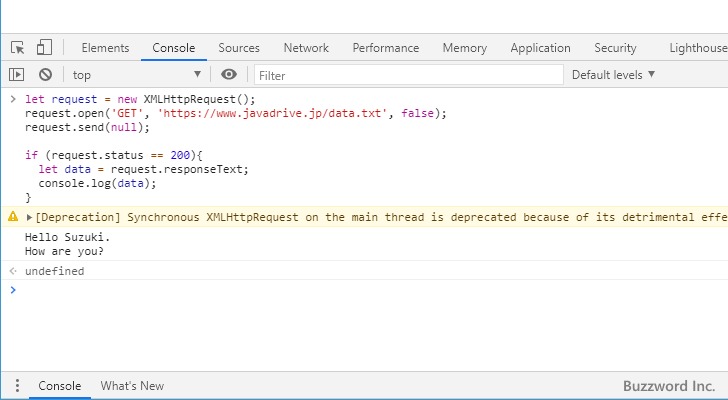 Elements Console Sources Network Performance Memory Application Security Lighthouse
top Filter Default levels
let request = new XMLHttpRequest();
request.open('GET', 'https://www.javadrive.jp/data.txt', false);
request.send(null);
if (request.status == 200){
  let data = request.responseText;
  console.log(data);
}
[Deprecation] Synchronous XMLHttpRequest on the main thread is deprecated because of its detrimental effe
Hello Suzuki.
How are you?
undefined
Console What's New
Buzzword Inc.